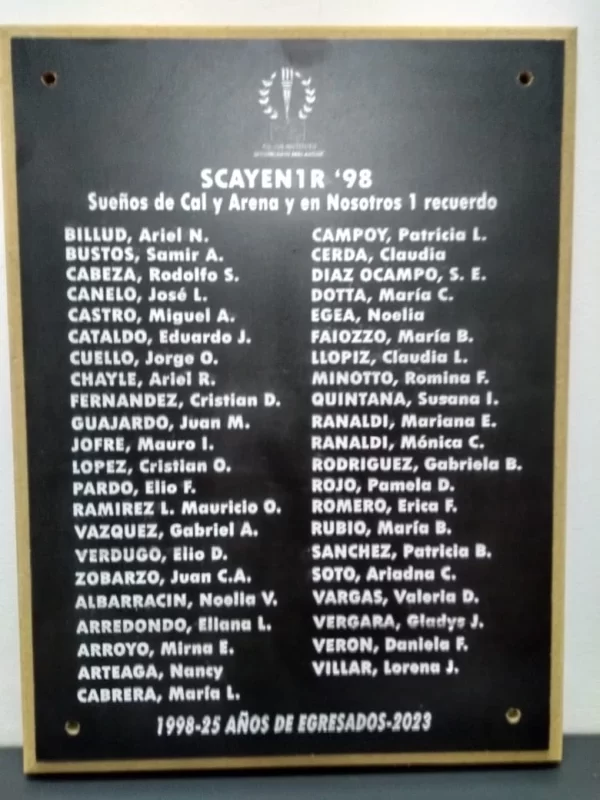 SCAYEN1R '98
Sueños de Cal y Arena y en Nosotros 1 recuerdo
BILLUD, Ariel N.
BUSTOS, Samir A.
CABEZA, Rodolfo S.
CANELO, José L.
CASTRO, Miguel A.
CATALDO, Eduardo J.
CUELLO, Jorge O.
CHAYLE, Ariel R.
FERNANDEZ, Cristian D.
GUAJARDO, Juan M.
JOFRE, Mauro I.
LOPEZ, Cristian O.
PARDO, Elio F.
RAMIREZ L. Mauricio O.
VAZQUEZ, Gabriel A.
VERDUGO, Elio D.
ZOBARZO, Juan C.A.
ALBARRACIN, Noelia V.
ARREDONDO, Eliana L.
ARROYO, Mirna E.
ARTEAGA, Nancy
CABRERA, María L.
CAMPOY, Patricia L.
CERDA, Claudia
DIAZ OCAMPO, S. E.
DOTTA, María C.
EGEA, Noelia
FAIOZZO, María B.
LLOPIZ, Claudia L.
MINOTTO, Romina F.
QUINTANA, Susana I.
RANALDI, Mariana E.
RANALDI, Mónica C.
RODRIGUEZ, Gabriela B.
ROJO, Pamela D.
ROMERO, Erica F.
RUBIO, María B.
SANCHEZ, Patricia B.
SOTO, Ariadna C.
VARGAS, Valeria D.
VERGARA, Gladys J.
VERON, Daniela F.
VILLAR, Lorena J.
1998-25 AÑOS DE EGRESADOS-2023